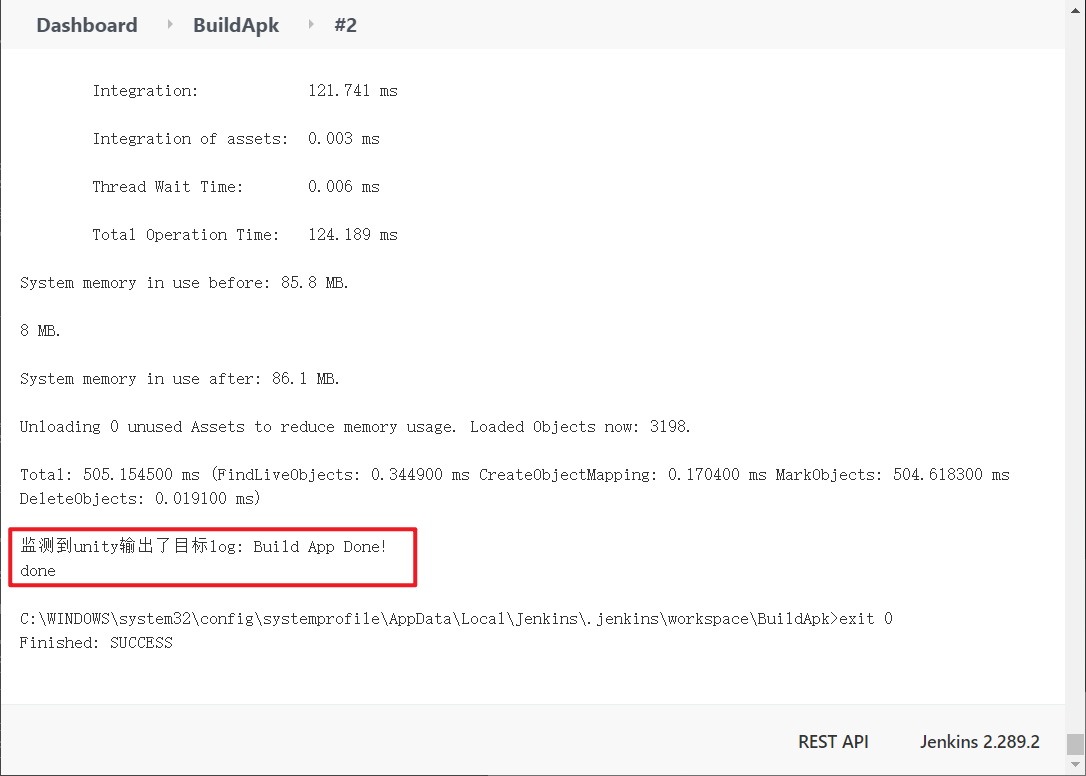 Dashboard BuildApk #2
Integration: 121.741 ms
Integration of assets: 0.003 ms
Thread Wait Time: 0.006 ms
Total Operation Time: 124.189 ms
System memory in use before: 85.8 MB.
8 MB.
System memory in use after: 86.1 MB.
Unloading 0 unused Assets to reduce memory usage. Loaded Objects now: 3198.
Total: 505.154500 ms (FindLiveObjects: 0.344900 ms CreateObjectMapping: 0.170400 ms MarkObjects: 504.618300 ms
DeleteObjects: 0.019100 ms)
监测到unity输出了目标log: Build App Done!
done
C:\WINDOWS\system32\config\systemprofile\AppData\Local\Jenkins\.jenkins\workspace\BuildApk>exit 0
Finished: SUCCESS
REST API Jenkins 2.289.2